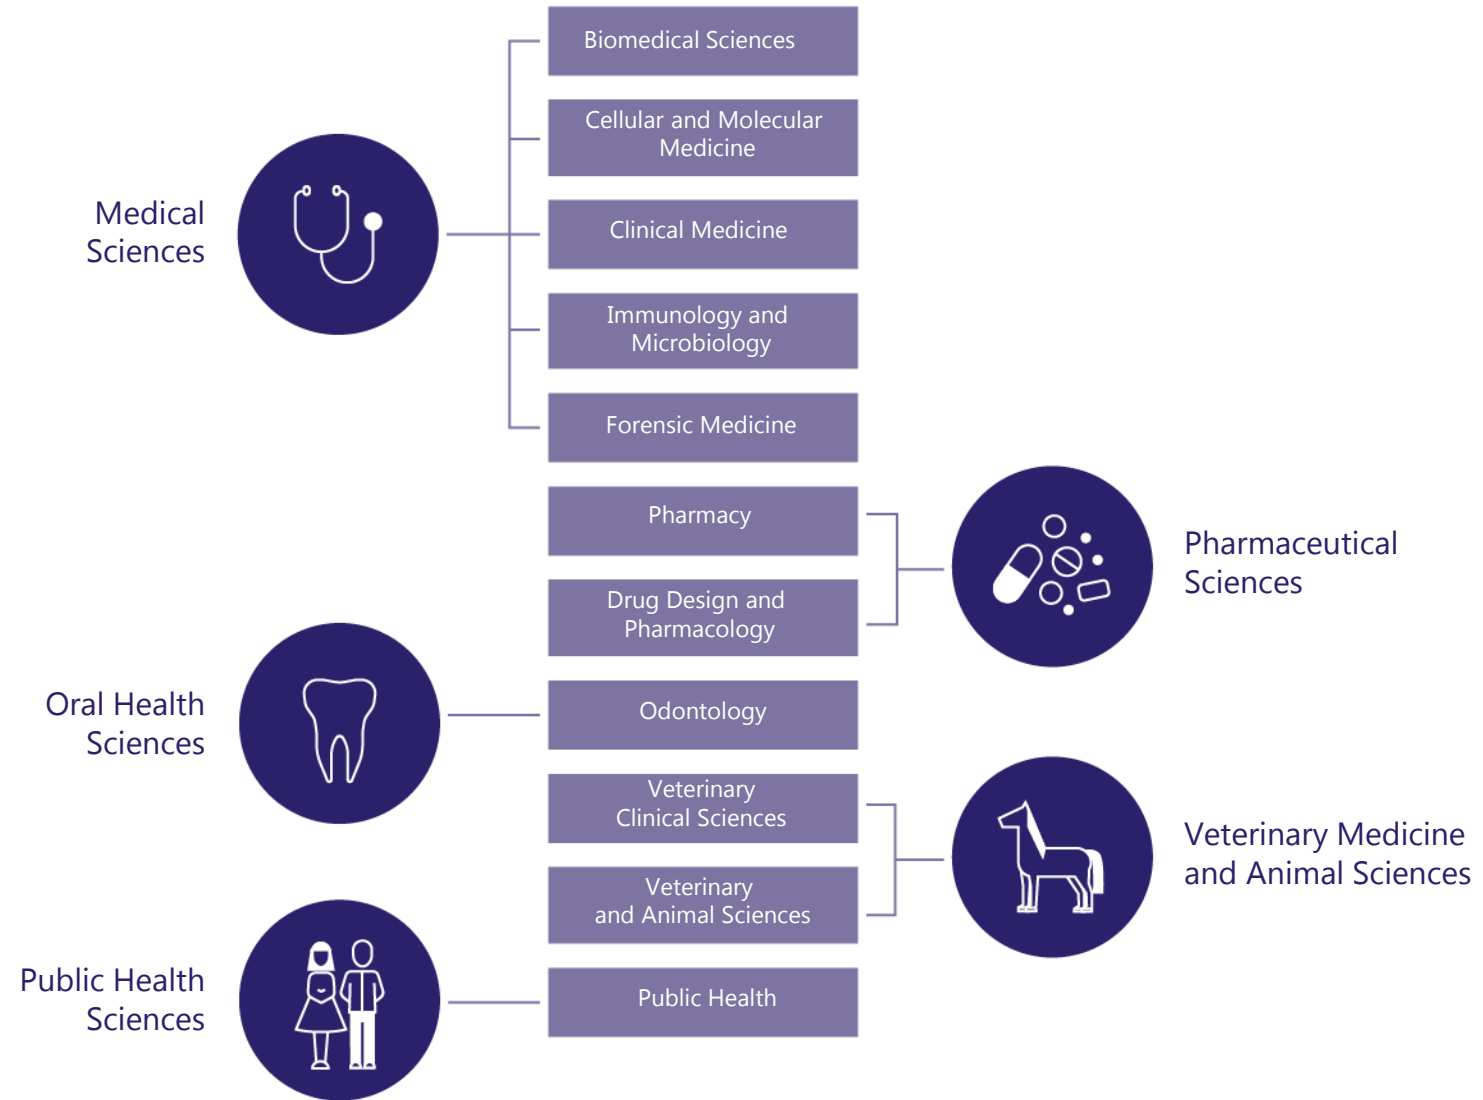 Biomedical Sciences
Cellular and Molecular
Medicine
Medical
Sciences
Clinical Medicine
Immunology and
Microbiology
Forensic Medicine
Pharmacy
Pharmaceutical
Sciences
Drug Design and
Pharmacology
Oral Health
Sciences
Odontology
Veterinary
Clinical Sciences
Veterinary Medicine
and Animal Sciences
Veterinary
and Animal Sciences
Public Health
Sciences
Public Health